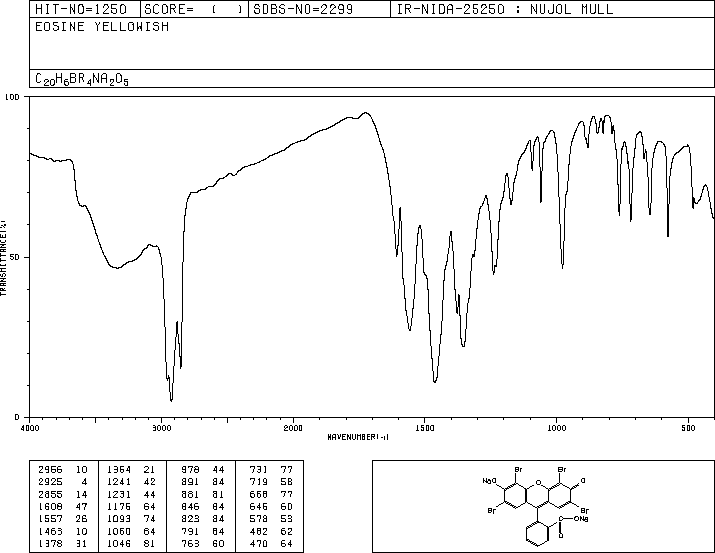 HIT-NO=1250 SCORE= ( ) SDBS-NO=2299 IR-NIDA-25250 : NUJOL MULL
EOSINE YELLOWISH
C20H6BR4NA2O5
100
50
0
TRANSMITTANCE(%)
4000 3000 2000 1500 1000 500
WAVENUMBER(-1)
2956 10 1364 21 978 44 731 77
2925 4 1241 42 891 84 719 58
2855 14 1231 44 881 81 668 77
1608 47 1176 64 846 84 646 60
1557 26 1093 74 823 84 578 53
1463 10 1060 64 791 84 482 62
1378 31 1046 81 763 60 470 64
Br Br
NaO O O
Br Br
C O Na
O